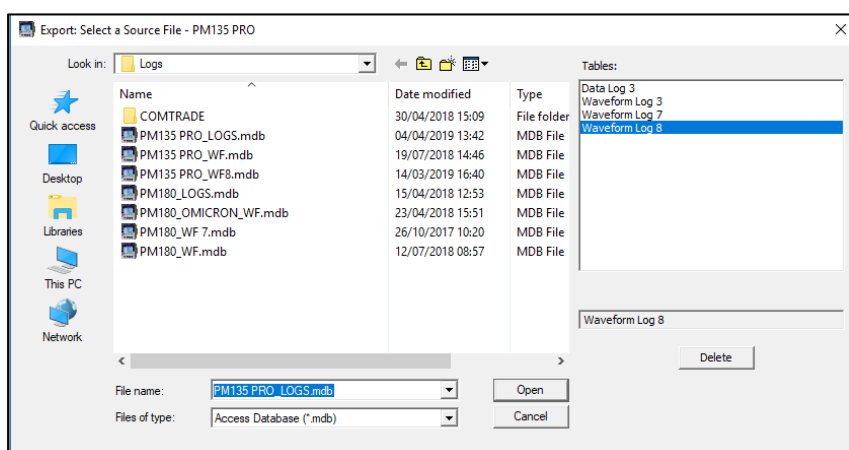 Export: Select a Source File - PM135 PRO
Look in:
Logs
Tables:
Quick access
Desktop
Libraries
This PC
Network
Name Date modified Type
COMTRADE 30/04/2018 15:09 File folder
PM135 PRO_LOGS.mdb 04/04/2019 13:42 MDB File
PM135 PRO_WF.mdb 19/07/2018 14:46 MDB File
PM135 PRO_WF8.mdb 14/03/2019 16:40 MDB File
PM180_LOGS.mdb 15/04/2018 12:53 MDB File
PM180_OMICRON_WF.mdb 23/04/2018 15:51 MDB File
PM180_WF 7.mdb 26/10/2017 10:20 MDB File
PM180_WF.mdb 12/07/2018 08:57 MDB File
Data Log 3
Waveform Log 3
Waveform Log 7
Waveform Log 8
Waveform Log 8
Delete
File name: PM135 PRO_LOGS.mdb Open
Files of type: Access Database (*.mdb) Cancel